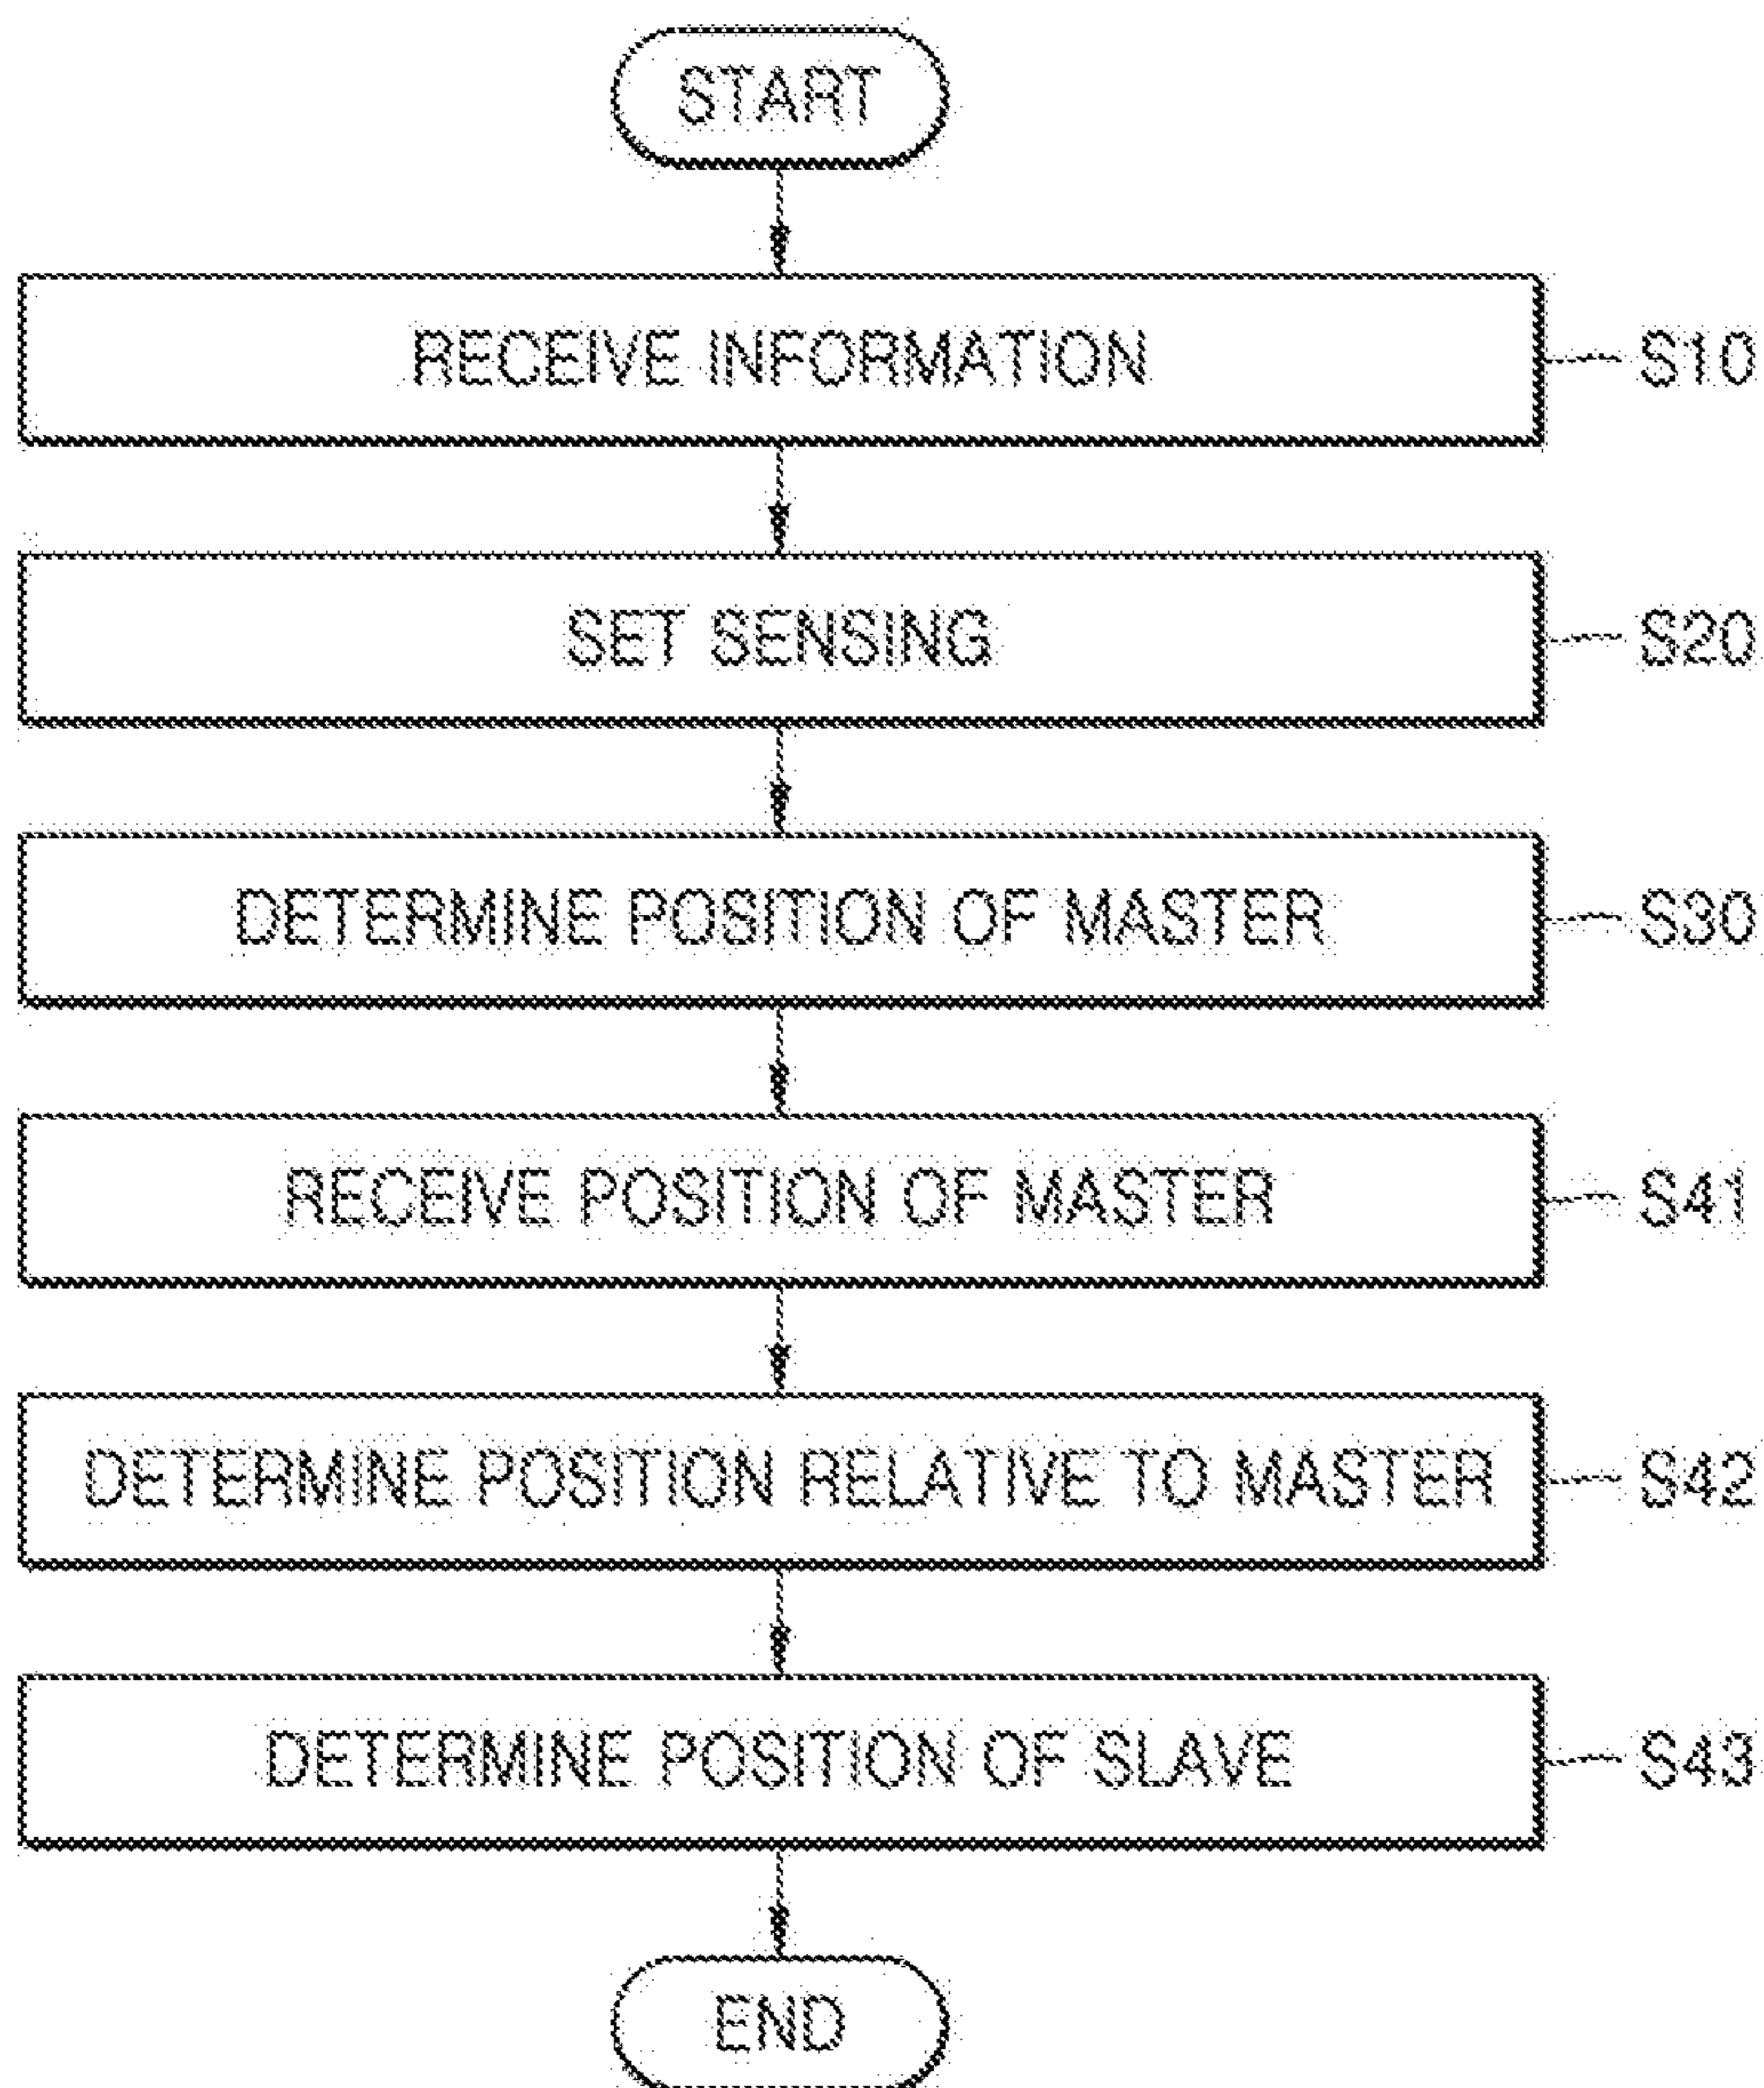 START
RECEIVE INFORMATION
S10
SET SENSING
S20
DETERMINE POSITION OF MASTER
S30
RECEIVE POSITION OF MASTER
S41
DETERMINE POSITION RELATIVE TO MASTER
S42
DETERMINE POSITION OF SLAVE
S43
END